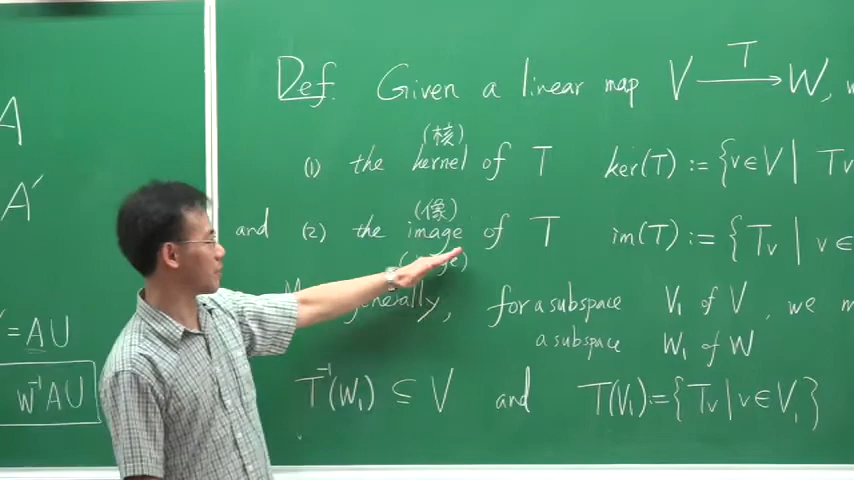 A
A'
'=AU
W⁻¹AU
Def. Given a linear map V T→ W,
(核)
(1) the kernel of T ker(T) := {v∈V | Tv
(像)
and (2) the image of T im(T) := {Tv | v∈
generally, for a subspace V₁ of V, we
a subspace W₁ of W
T⁻¹(W₁) ⊆ V and T(V₁):={Tv|v∈V₁}